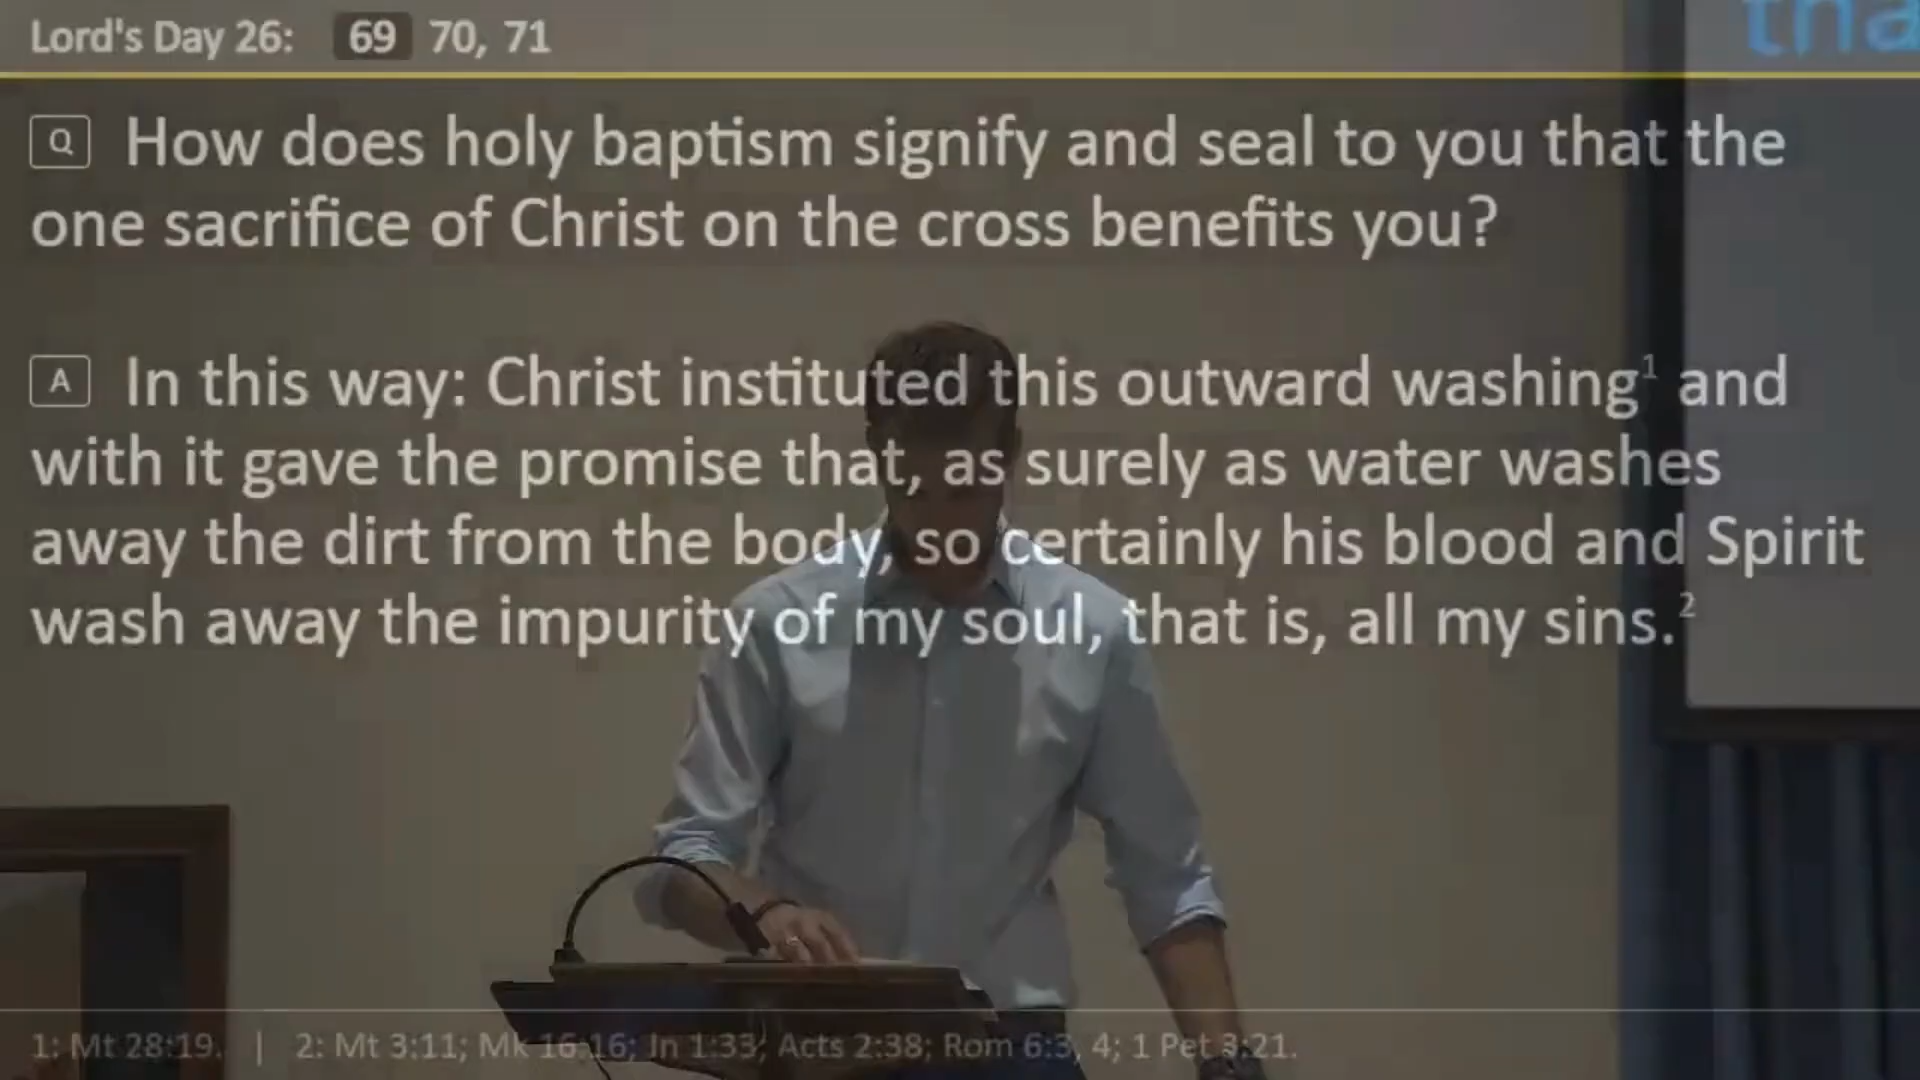 Lord's Day 26: 69 70, 71
tha
Q How does holy baptism signify and seal to you that the
one sacrifice of Christ on the cross benefits you?
A In this way: Christ instituted this outward washing¹ and
with it gave the promise that, as surely as water washes
away the dirt from the body, so certainly his blood and Spirit
wash away the impurity of my soul, that is, all my sins.²
1: Mt 28:19. | 2: Mt 3:11; Mk 16:16; Jn 1:33; Acts 2:38; Rom 6:3, 4; 1 Pet 3:21.